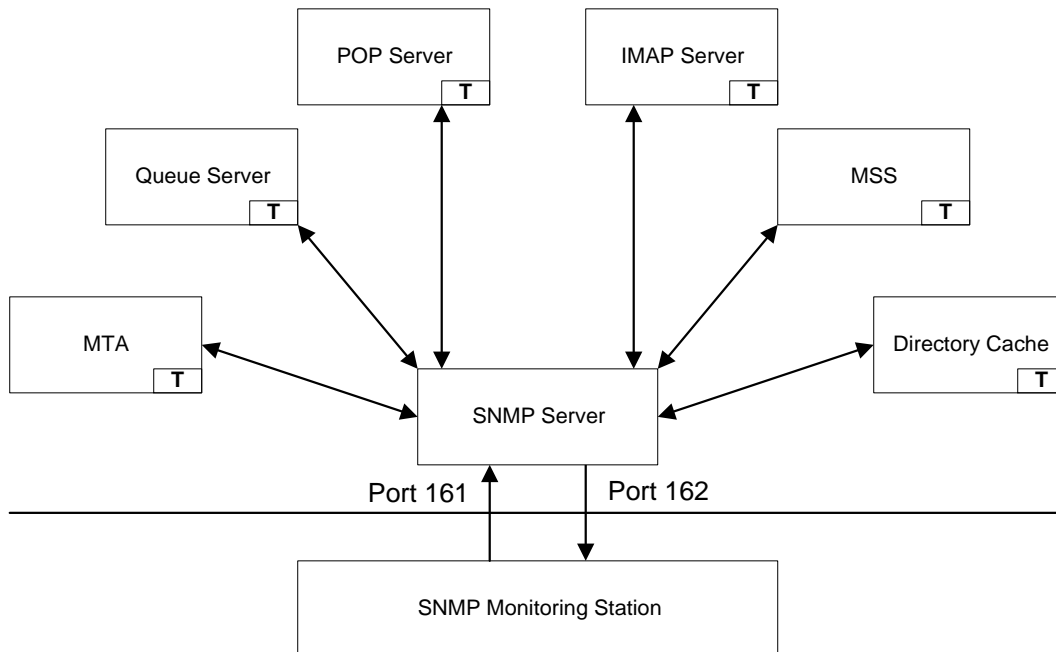 POP Server
T
IMAP Server
T
Queue Server
T
MSS
T
MTA
T
Directory Cache
T
SNMP Server
Port 161
Port 162
SNMP Monitoring Station